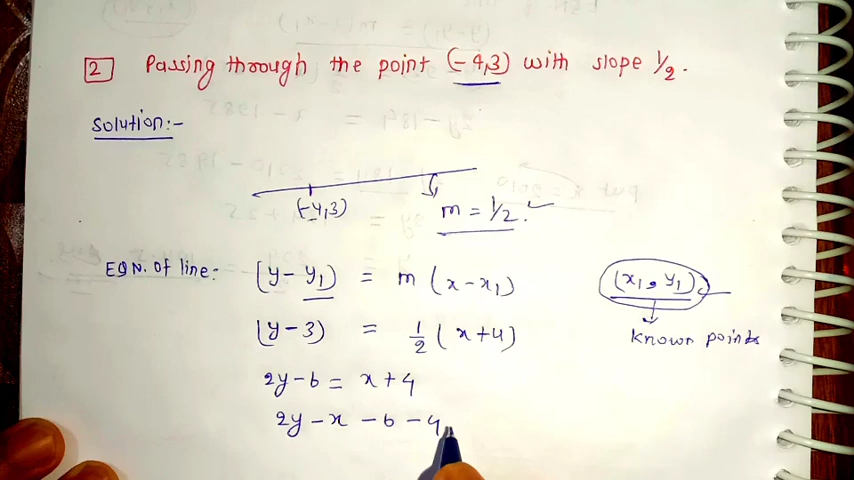 2 Passing through the point (-4,3) with slope 1/2.
Solution:-
(-4,3)
m = 1/2.
EQN. of line: (y - y₁) = m (x - x₁)
(x₁, y₁).
(y - 3) = 1/2 (x + 4)
known points
2y - 6 = x + 4
2y - x - 6 - 4